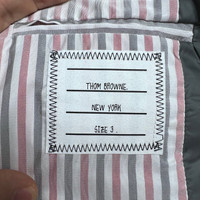 THOM BROWNE.
NEW YORK
SIZE 3